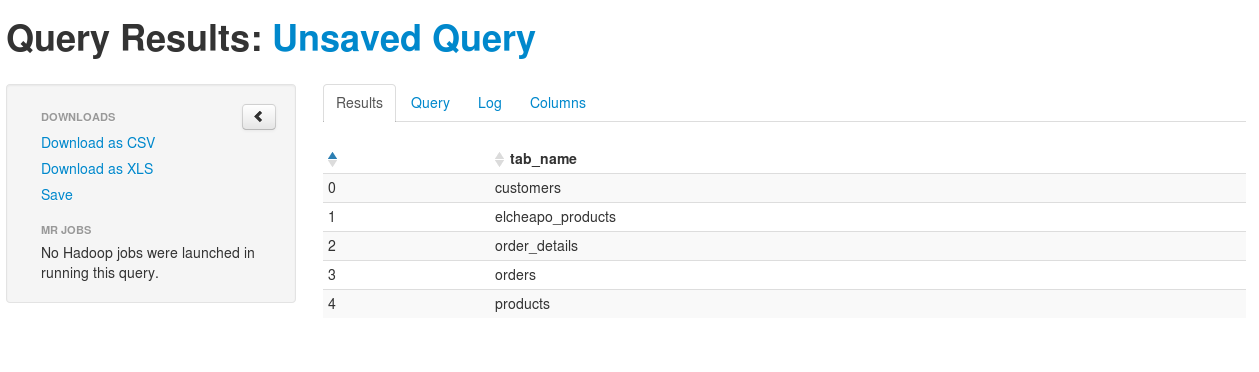 Query Results: Unsaved Query
DOWNLOADS
Download as CSV
Download as XLS
Save
MR JOBS
No Hadoop jobs were launched in
running this query.
Results Query Log Columns
tab_name
0 customers
1 elcheapo_products
2 order_details
3 orders
4 products